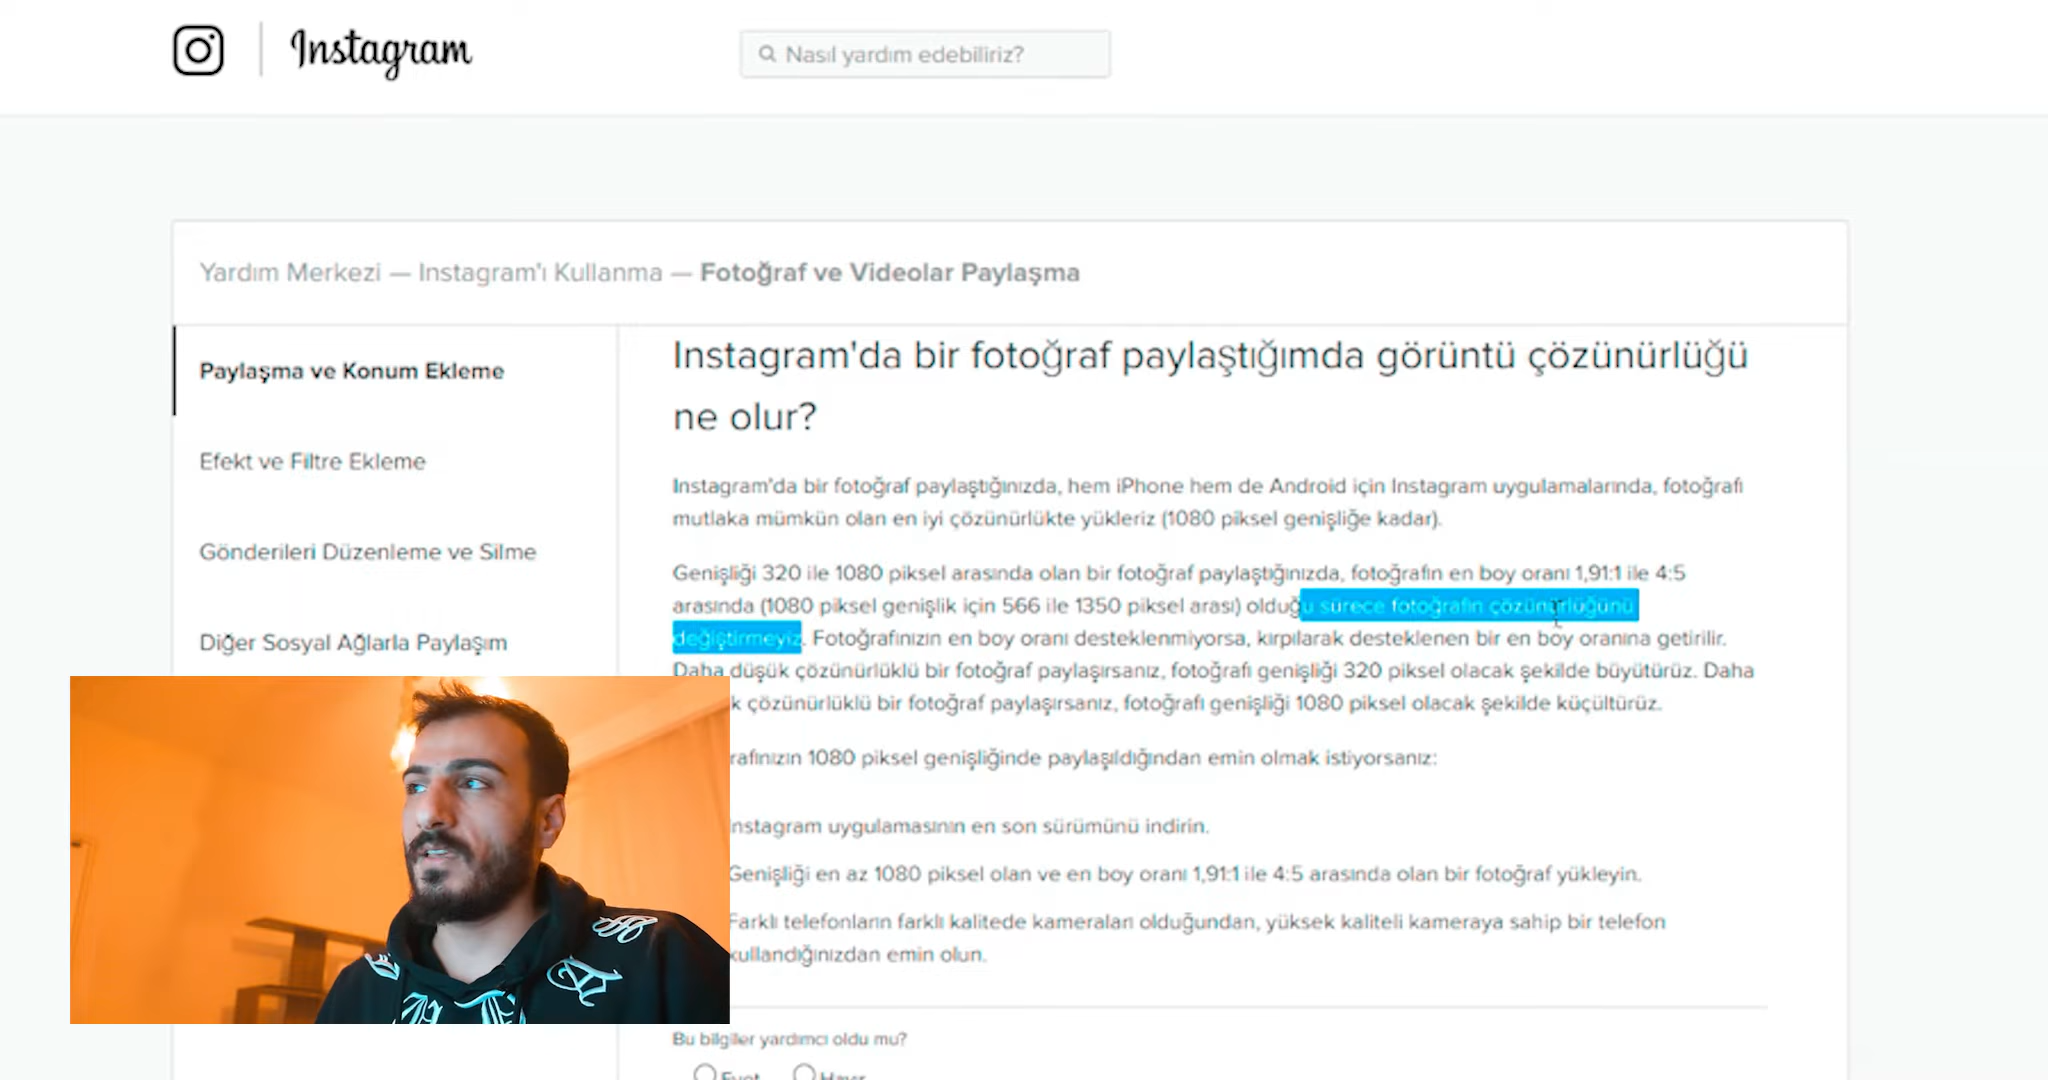 Instagram
Nasıl yardım edebiliriz?
Yardım Merkezi — Instagram'ı Kullanma — Fotoğraf ve Videolar Paylaşma
Paylaşma ve Konum Ekleme
Efekt ve Filtre Ekleme
Gönderileri Düzenleme ve Silme
Diğer Sosyal Ağlarla Paylaşım
Instagram'da bir fotoğraf paylaştığımda görüntü çözünürlüğü
ne olur?
Instagram'da bir fotoğraf paylaştığınızda, hem iPhone hem de Android için Instagram uygulamalarında, fotoğrafı
mutlaka mümkün olan en iyi çözünürlükte yükleriz (1080 piksel genişliğe kadar).
Genişliği 320 ile 1080 piksel arasında olan bir fotoğraf paylaştığınızda, fotoğrafın en boy oranı 1,91:1 ile 4:5
arasında (1080 piksel genişlik için 566 ile 1350 piksel arası) olduğu sürece fotoğrafın çözünürlüğünü
değiştirmeyiz. Fotoğrafınızın en boy oranı desteklenmiyorsa, kırpılarak desteklenen bir en boy oranına getirilir.
Daha düşük çözünürlüklü bir fotoğraf paylaşırsanız, fotoğrafı genişliği 320 piksel olacak şekilde büyütürüz. Daha
k çözünürlüklü bir fotoğraf paylaşırsanız, fotoğrafı genişliği 1080 piksel olacak şekilde küçültürüz.
rafınızın 1080 piksel genişliğinde paylaşıldığından emin olmak istiyorsanız:
nstagram uygulamasının en son sürümünü indirin.
Genişliği en az 1080 piksel olan ve en boy oranı 1,91:1 ile 4:5 arasında olan bir fotoğraf yükleyin.
Farklı telefonların farklı kalitede kameraları olduğundan, yüksek kaliteli kameraya sahip bir telefon
kullandığınızdan emin olun.
Bu bilgiler yardımcı oldu mu?
Evet Hayır